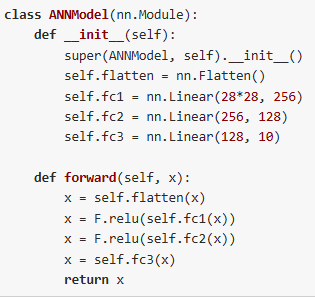 class ANNModel(nn.Module):
    def __init__(self):
        super(ANNModel, self).__init__()
        self.flatten = nn.Flatten()
        self.fc1 = nn.Linear(28*28, 256)
        self.fc2 = nn.Linear(256, 128)
        self.fc3 = nn.Linear(128, 10)

    def forward(self, x):
        x = self.flatten(x)
        x = F.relu(self.fc1(x))
        x = F.relu(self.fc2(x))
        x = self.fc3(x)
        return x